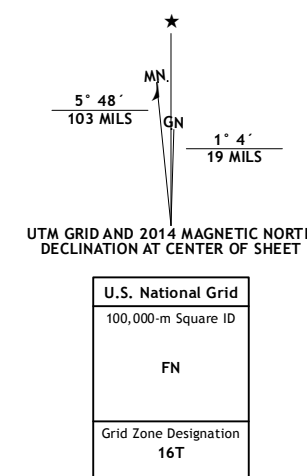 MN.
5° 48´
103 MILS
GN
1° 4´
19 MILS
UTM GRID AND 2014 MAGNETIC NORTH
DECLINATION AT CENTER OF SHEET
U.S. National Grid
100,000-m Square ID
FN
Grid Zone Designation
16T